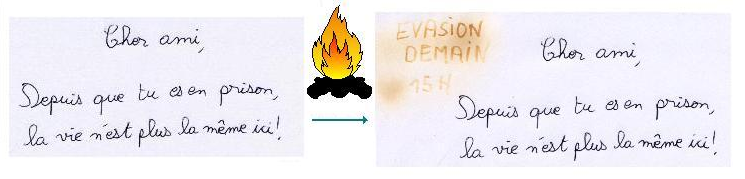 Cher ami,
Depuis que tu es en prison,
la vie n'est plus la même ici!
EVASION
DEMAIN
15H
Cher ami,
Depuis que tu es en prison,
la vie n'est plus la même ici!